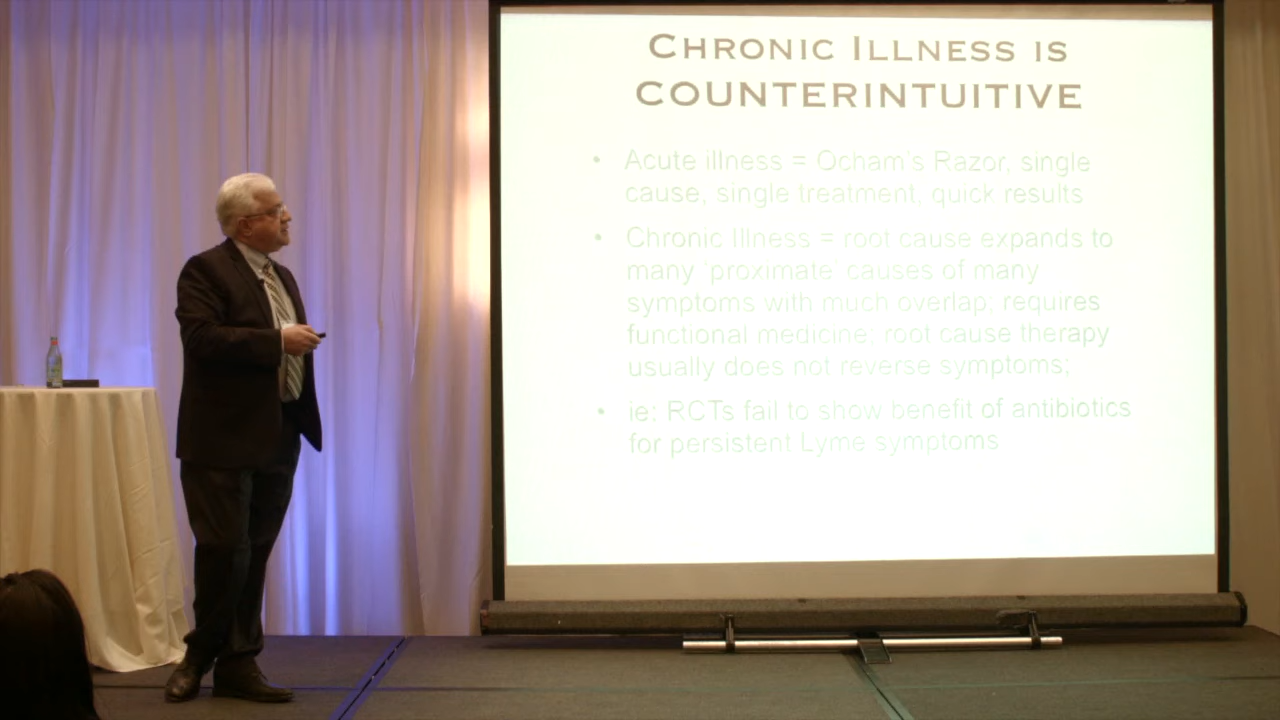 CHRONIC ILLNESS IS
COUNTERINTUITIVE
• Acute illness = Ocham's Razor, single
cause, single treatment, quick results
• Chronic Illness = root cause expands to
many 'proximate' causes of many
symptoms with much overlap; requires
functional medicine; root cause therapy
usually does not reverse symptoms;
• ie; RCTs fail to show benefit of antibiotics
for persistent Lyme symptoms